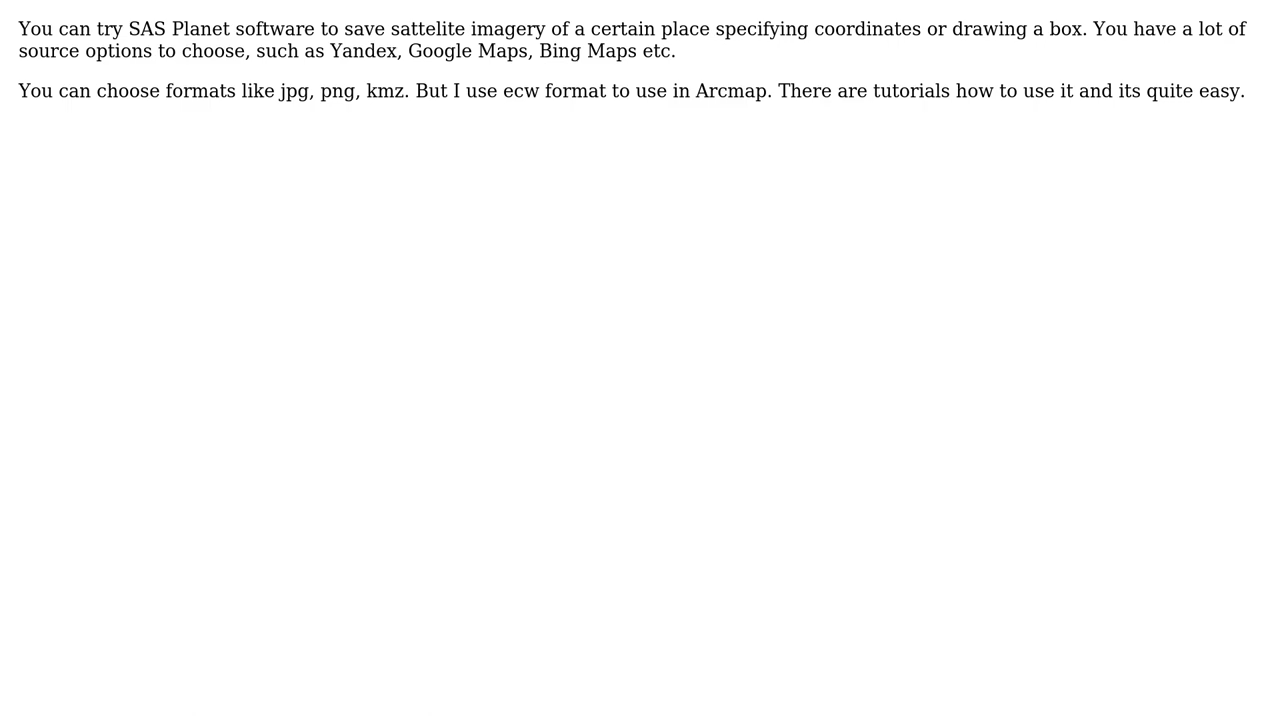 You can try SAS Planet software to save sattelite imagery of a certain place specifying coordinates or drawing a box. You have a lot of
source options to choose, such as Yandex, Google Maps, Bing Maps etc.
You can choose formats like jpg, png, kmz. But I use ecw format to use in Arcmap. There are tutorials how to use it and its quite easy.